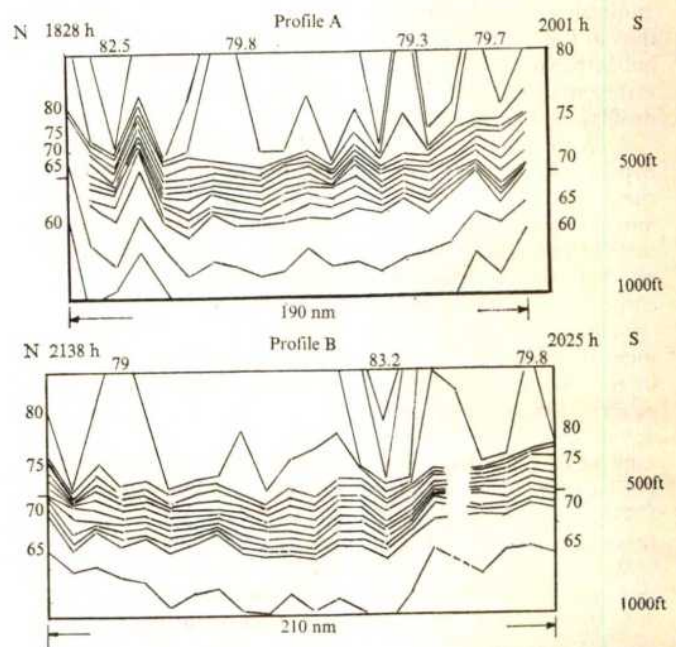 N 1828 h Profile A 2001 h S
82.5 79.8 79.3 79.7 80
80 75
75
70 70 500ft
65
65
60 60
1000ft
190 nm
N 2138 h Profile B 2025 h S
79 83.2 79.8
80 80
75 75
500ft
70 70
65 65
1000ft
210 nm